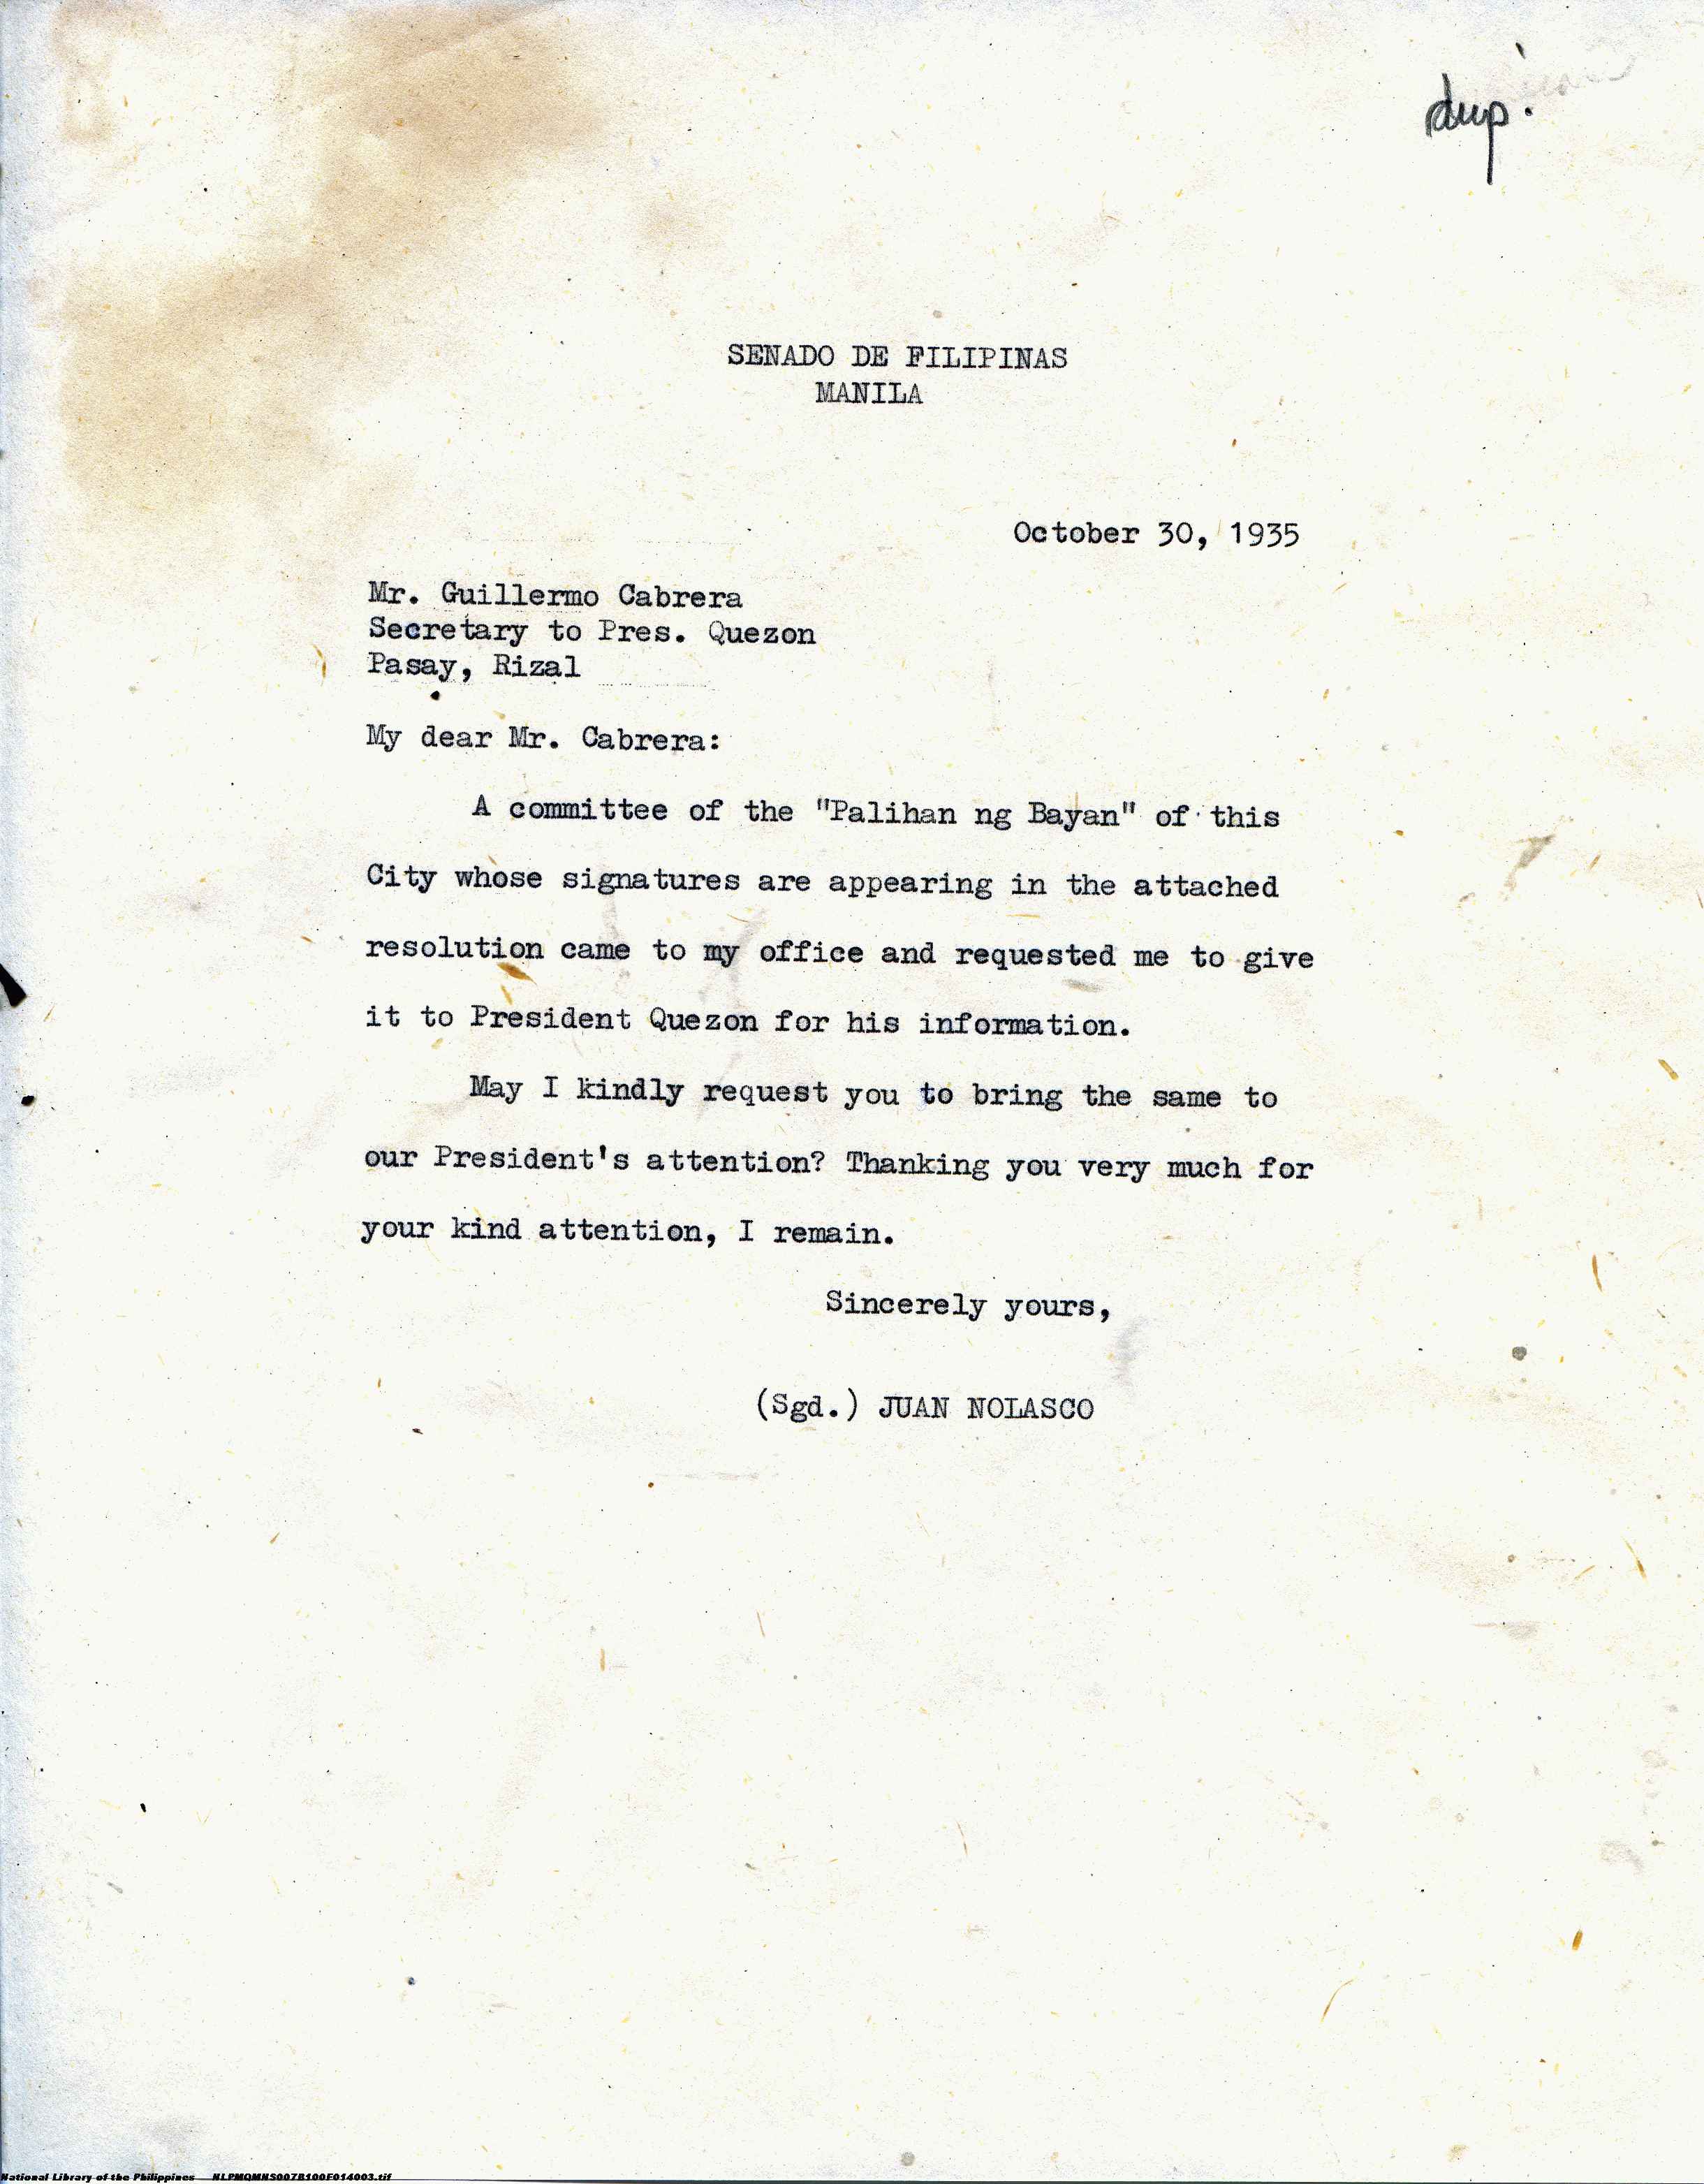 dup.
SENADO DE FILIPINAS
MANILA
October 30, 1935
Mr. Guillermo Cabrera
Secretary to Pres. Quezon
Pasay, Rizal
My dear Mr. Cabrera:
A committee of the "Palihan ng Bayan" of this
City whose signatures are appearing in the attached
resolution came to my office and requested me to give
it to President Quezon for his information.
May I kindly request you to bring the same to
our President's attention? Thanking you very much for
your kind attention, I remain.
Sincerely yours,
(Sgd.) JUAN NOLASCO
National Library of the Philippines NLPMQMNS007B100F014003.tif